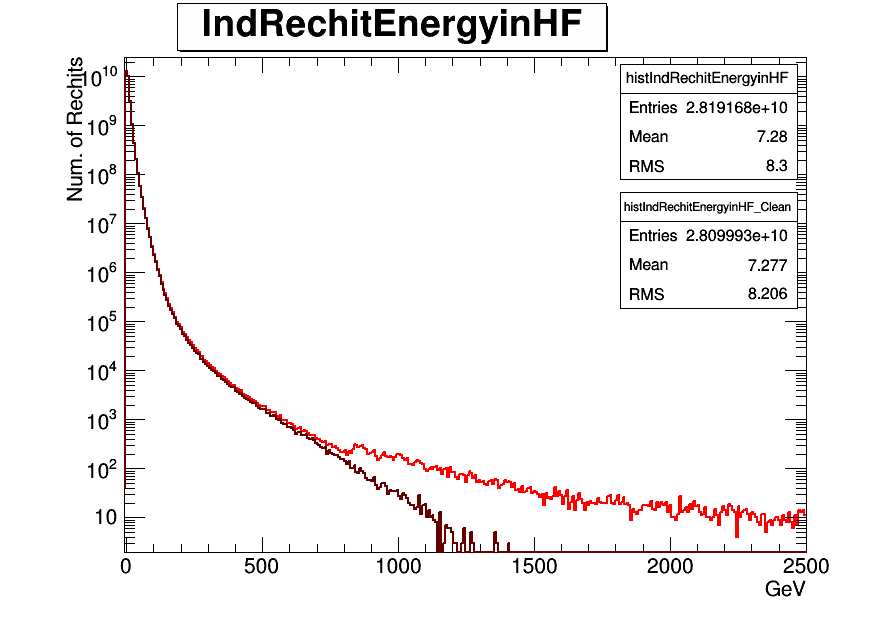 IndRechitEnergyinHF
Num. of Rechits
10^10
10^9
10^8
10^7
10^6
10^5
10^4
10^3
10^2
10
histIndRechitEnergyinHF
Entries 2.819168e+10
Mean 7.28
RMS 8.3
histIndRechitEnergyinHF_Clean
Entries 2.809993e+10
Mean 7.277
RMS 8.206
0 500 1000 1500 2000 2500
GeV